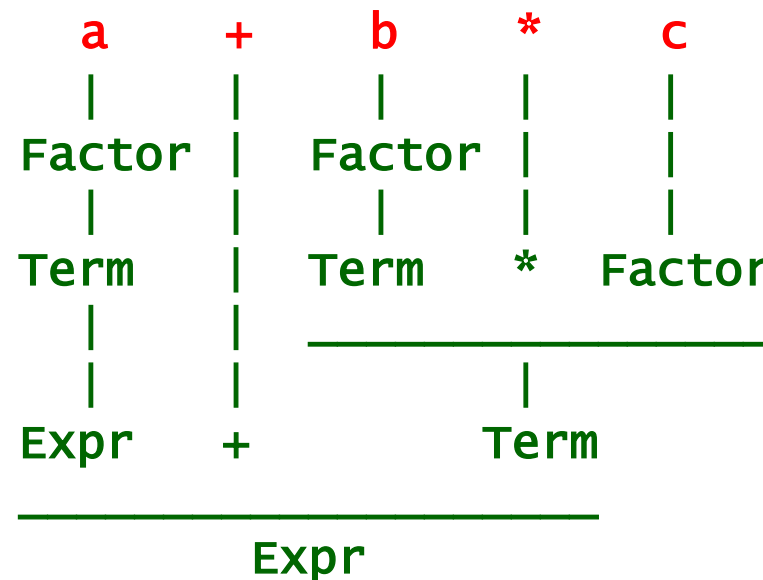 a + b * c
Factor Factor
Term Term * Factor
Expr + Term
Expr